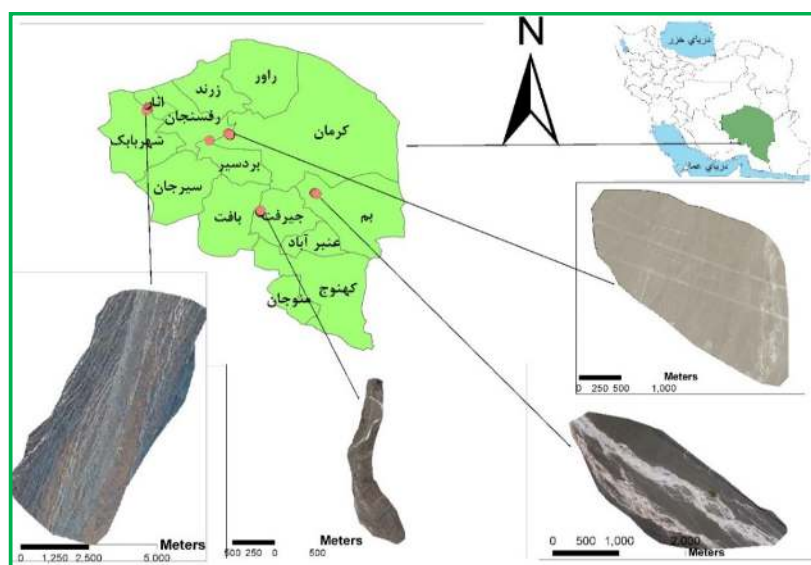 N
دریای خزر
دریای عمان
راور
زرند
انار
رفسنجان
کرمان
شهربابک
بردسیر
سیرجان
بافت
جیرفت
بم
عنبر آباد
کهنوج
منوجان
Meters
0 250 500 1,000
Meters
0 1,250 2,500 5,000
Meters
500 250 0 500
0 500 1,000 2,000
Meters